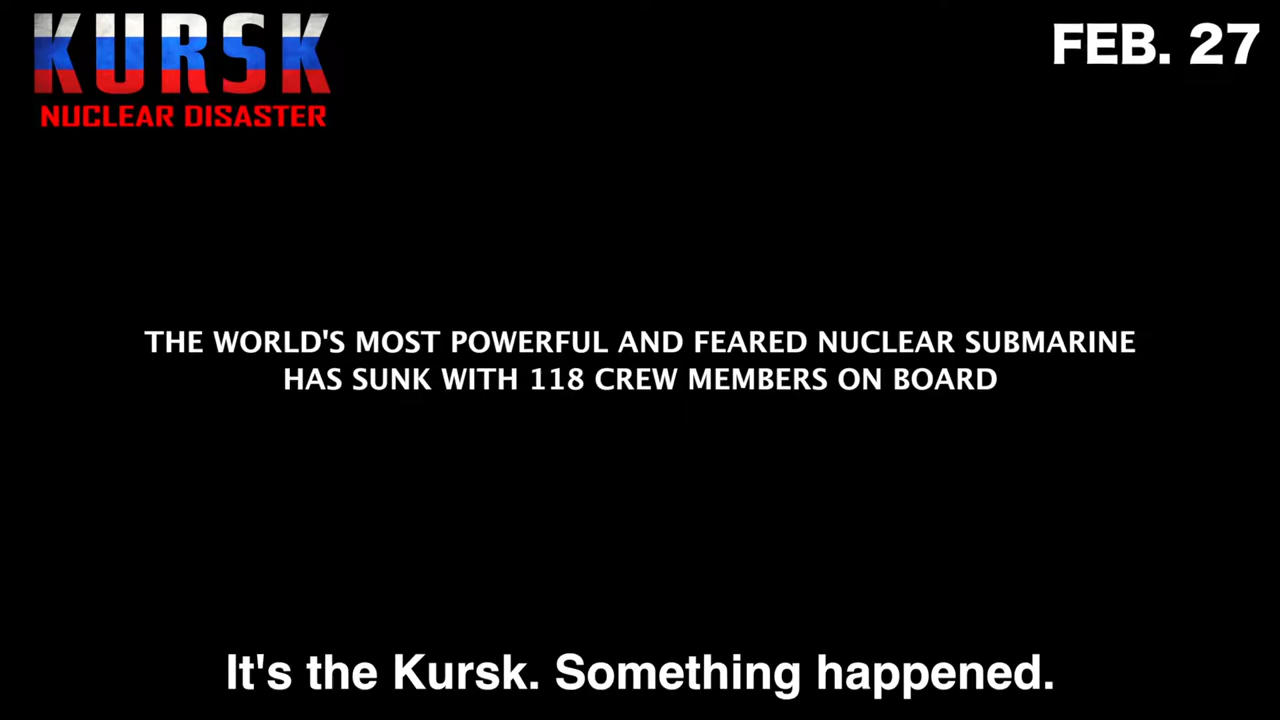 KURSK
NUCLEAR DISASTER
FEB. 27
THE WORLD'S MOST POWERFUL AND FEARED NUCLEAR SUBMARINE
HAS SUNK WITH 118 CREW MEMBERS ON BOARD
It's the Kursk. Something happened.